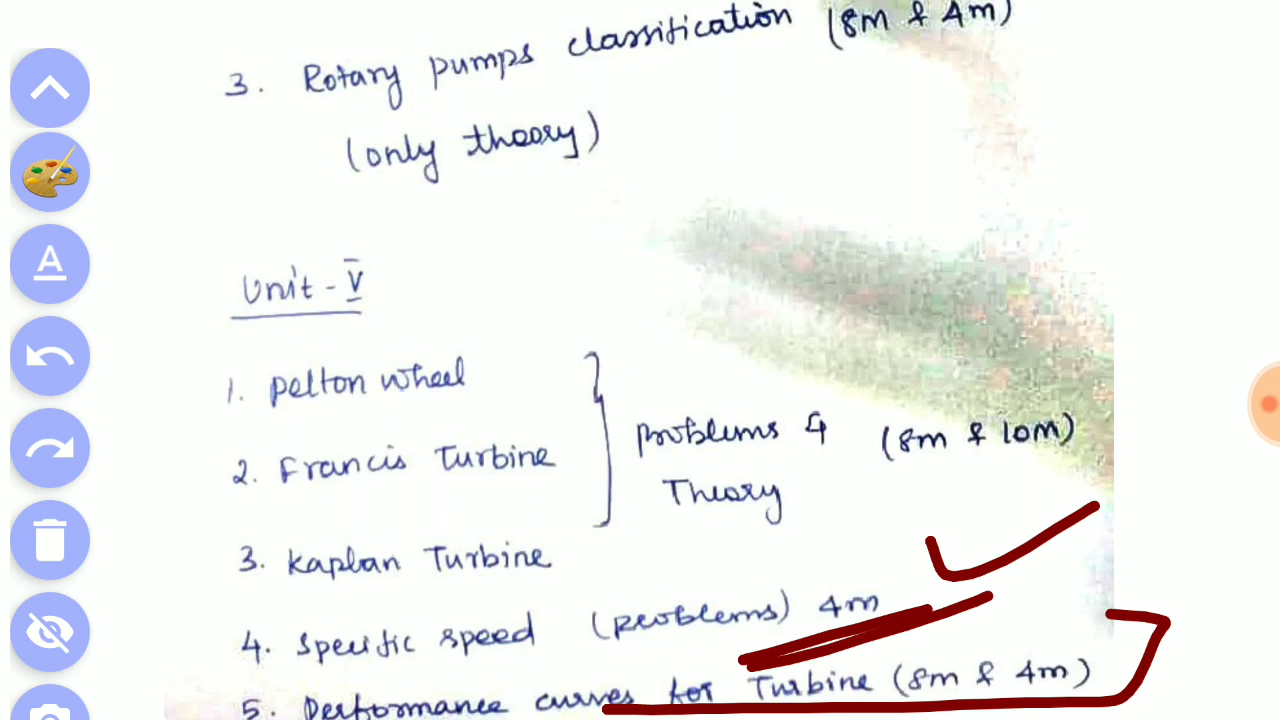 3. Rotary pumps classification (8m & 4m)
(only theory)
Unit - V
1. pelton wheel
2. Francis Turbine
3. Kaplan Turbine
problems & (8m & 10m)
Theory
4. Specific speed (problems) 4m
5. Performance curves for Turbine (8m & 4m)
A